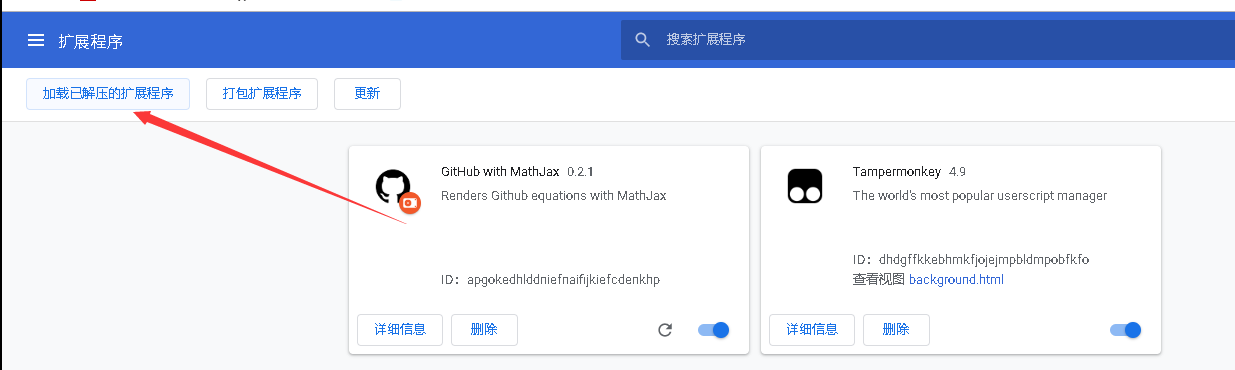 扩展程序
搜索扩展程序
加载已解压的扩展程序 打包扩展程序 更新
GitHub with MathJax 0.2.1
Renders Github equations with MathJax
ID：apgokedhlddniefnaifijkiefcdenkhp
详细信息 删除
Tampermonkey 4.9
The world's most popular userscript manager
ID：dhdgffkkebhmkfjojejmpbldmpobfkfo
查看视图 background.html
详细信息 删除